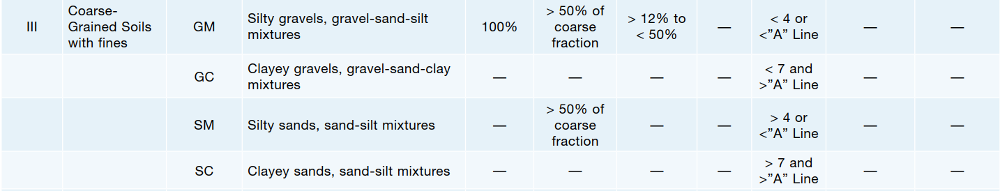 III Coarse-Grained Soils with fines GM Silty gravels, gravel-sand-silt mixtures 100% > 50% of coarse fraction > 12% to < 50% — < 4 or <”A” Line — —
GC Clayey gravels, gravel-sand-clay mixtures — — — — < 7 and >”A” Line — —
SM Silty sands, sand-silt mixtures — > 50% of coarse fraction — — > 4 or <”A” Line — —
SC Clayey sands, sand-silt mixtures — — — — > 7 and >”A” Line — —